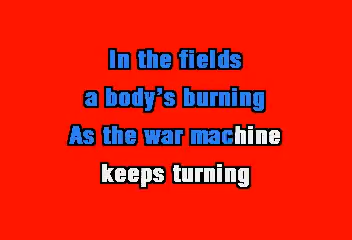 In the fields
a body's burning
As the war machine
keeps turning